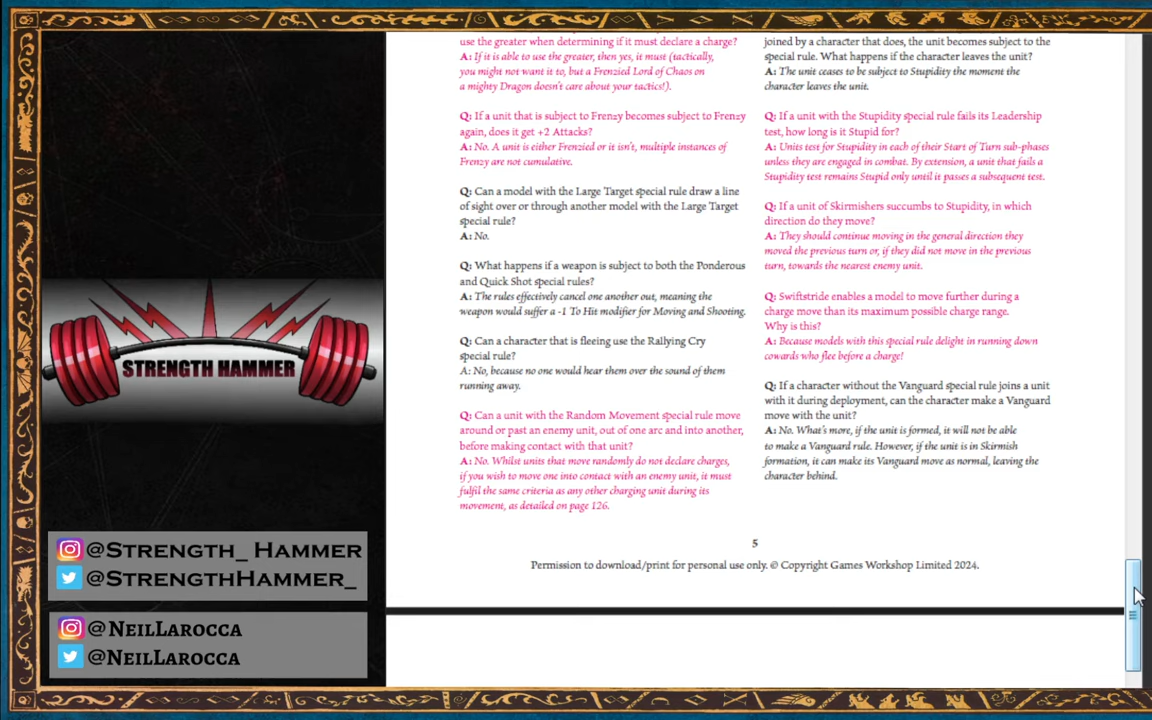 STRENGTH HAMMER
@Strength_Hammer
@StrengthHammer_
@NeilLarocca
@NeilLarocca
use the greater when determining if it must declare a charge?
A: If it is able to use the greater, then yes, it must (tactically,
you might not want it to, but a Frenzied Lord of Chaos on
a mighty Dragon doesn't care about your tactics!).
Q: If a unit that is subject to Frenzy becomes subject to Frenzy
again, does it get +2 Attacks?
A: No. A unit is either Frenzied or it isn't, multiple instances of
Frenzy are not cumulative.
Q: Can a model with the Large Target special rule draw a line
of sight over or through another model with the Large Target
special rule?
A: No.
Q: What happens if a weapon is subject to both the Ponderous
and Quick Shot special rules?
A: The rules effectively cancel one another out, meaning the
weapon would suffer a -1 To Hit modifier for Moving and Shooting.
Q: Can a character that is fleeing use the Rallying Cry
special rule?
A: No, because no one would hear them over the sound of them
running away.
Q: Can a unit with the Random Movement special rule move
around or past an enemy unit, out of one arc and into another,
before making contact with that unit?
A: No. Whilst units that move randomly do not declare charges,
if you wish to move one into contact with an enemy unit, it must
fulfil the same criteria as any other charging unit during its
movement, as detailed on page 126.
joined by a character that does, the unit becomes subject to the
special rule. What happens if the character leaves the unit?
A: The unit ceases to be subject to Stupidity the moment the
character leaves the unit.
Q: If a unit with the Stupidity special rule fails its Leadership
test, how long is it Stupid for?
A: Units test for Stupidity in each of their Start of Turn sub-phases
unless they are engaged in combat. By extension, a unit that fails a
Stupidity test remains Stupid only until it passes a subsequent test.
Q: If a unit of Skirmishers succumbs to Stupidity, in which
direction do they move?
A: They should continue moving in the general direction they
moved the previous turn or, if they did not move in the previous
turn, towards the nearest enemy unit.
Q: Swiftstride enables a model to move further during a
charge move than its maximum possible charge range.
Why is this?
A: Because models with this special rule delight in running down
cowards who flee before a charge!
Q: If a character without the Vanguard special rule joins a unit
with it during deployment, can the character make a Vanguard
move with the unit?
A: No. What's more, if the unit is formed, it will not be able
to make a Vanguard rule. However, if the unit is in Skirmish
formation, it can make its Vanguard move as normal, leaving the
character behind.
5
Permission to download/print for personal use only. © Copyright Games Workshop Limited 2024.